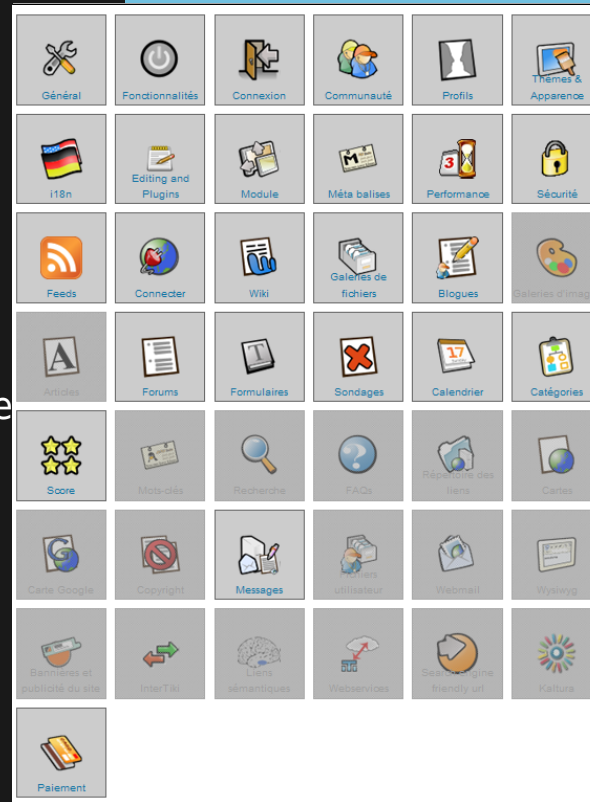 Général Fonctionnalités Connexion Communauté Profils Thèmes & Apparence
i18n Editing and Plugins Module Méta balises Performance Sécurité
Feeds Connecter Wiki Galeries de fichiers Blogues Galeries d'imag
Articles Forums Formulaires Sondages Calendrier Catégories
e
Score Mots-clés Recherche FAQs Répertoire des liens Cartes
Carte Google Copyright Messages Fichiers utilisateur Webmail Wysiwyg
Bannières et publicité du site InterTiki Liens sémantiques Webservices Search engine friendly url Kaltura
Paiement